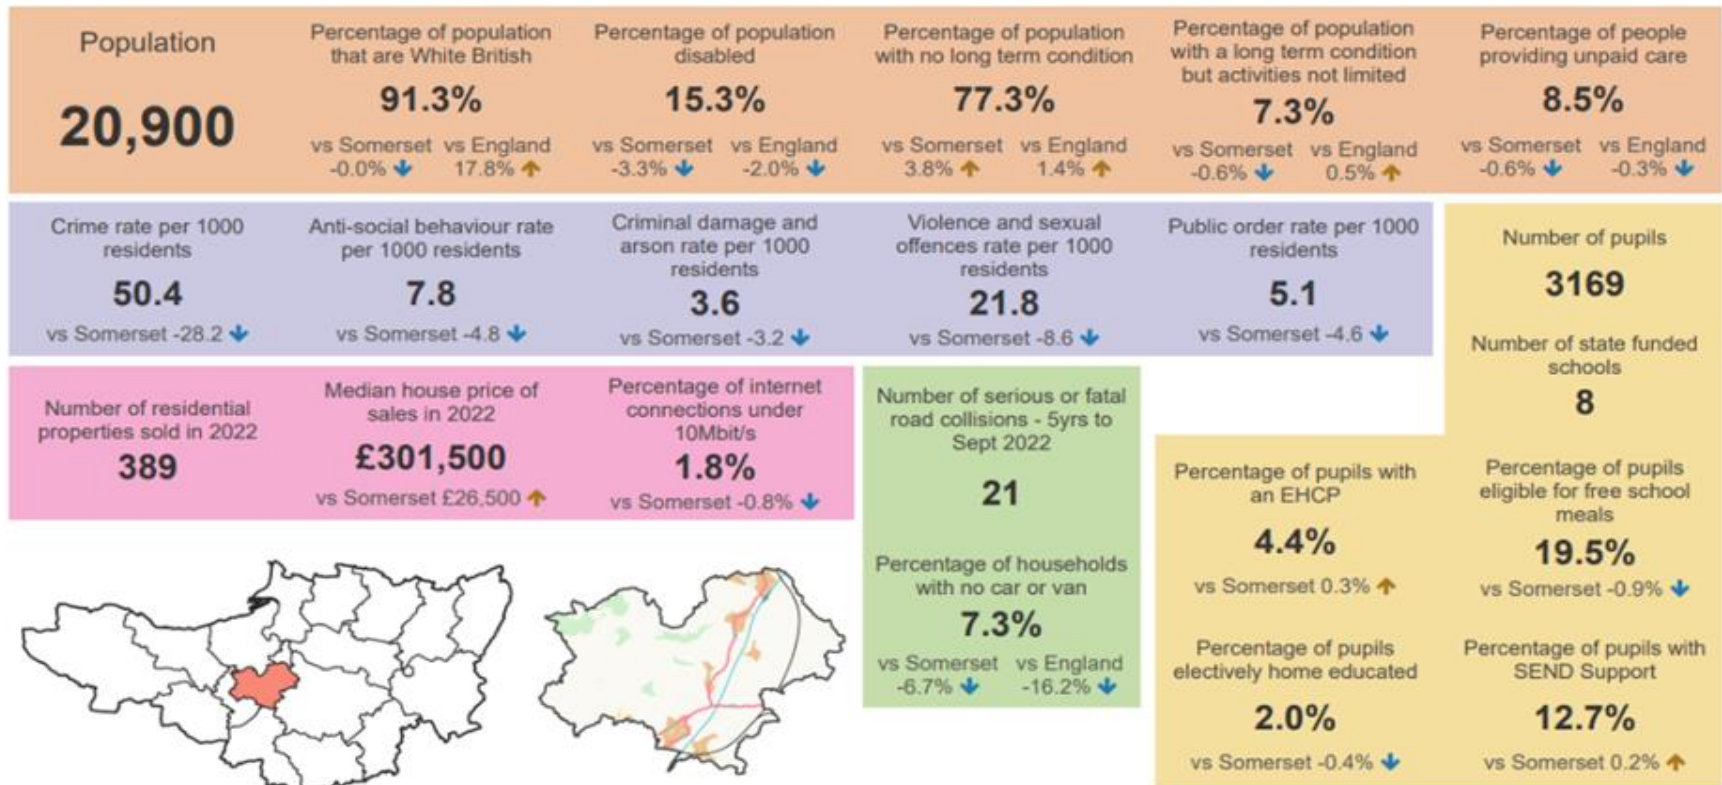 Population
20,900
Percentage of population
that are White British
91.3%
vs Somerset vs England
-0.0% 17.8%
Percentage of population
disabled
15.3%
vs Somerset vs England
-3.3% -2.0%
Percentage of population
with no long term condition
77.3%
vs Somerset vs England
3.8% 1.4%
Percentage of population
with a long term condition
but activities not limited
7.3%
vs Somerset vs England
-0.6% 0.5%
Percentage of people
providing unpaid care
8.5%
vs Somerset vs England
-0.6% -0.3%
Crime rate per 1000
residents
50.4
vs Somerset -28.2
Anti-social behaviour rate
per 1000 residents
7.8
vs Somerset -4.8
Criminal damage and
arson rate per 1000
residents
3.6
vs Somerset -3.2
Violence and sexual
offences rate per 1000
residents
21.8
vs Somerset -8.6
Public order rate per 1000
residents
5.1
vs Somerset -4.6
Number of pupils
3169
Number of state funded
schools
8
Number of residential
properties sold in 2022
389
Median house price of
sales in 2022
£301,500
vs Somerset £26,500
Percentage of internet
connections under
10Mbit/s
1.8%
vs Somerset -0.8%
Number of serious or fatal
road collisions - 5yrs to
Sept 2022
21
Percentage of households
with no car or van
7.3%
vs Somerset vs England
-6.7% -16.2%
Percentage of pupils with
an EHCP
4.4%
vs Somerset 0.3%
Percentage of pupils
eligible for free school
meals
19.5%
vs Somerset -0.9%
Percentage of pupils
electively home educated
2.0%
vs Somerset -0.4%
Percentage of pupils with
SEND Support
12.7%
vs Somerset 0.2%